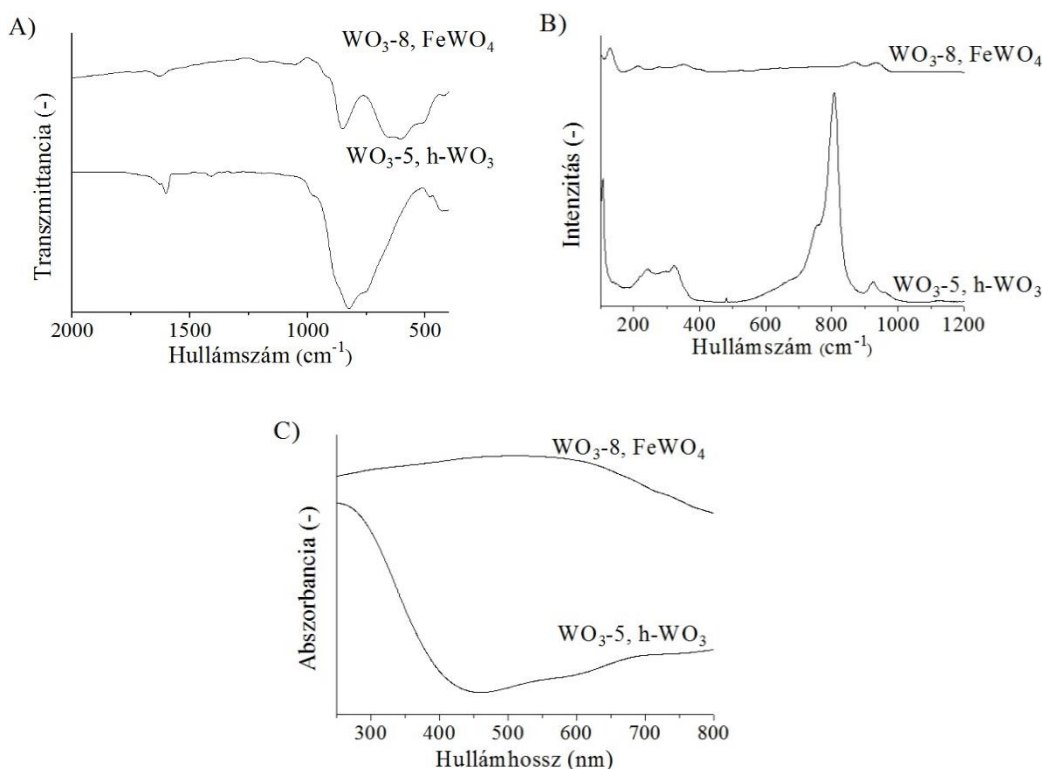 A)
WO₃-8, FeWO₄
WO₃-5, h-WO₃
Transzmittancia (-)
2000 1500 1000 500
Hullámszám (cm⁻¹)
B)
WO₃-8, FeWO₄
WO₃-5, h-WO₃
Intenzitás (-)
200 400 600 800 1000 1200
Hullámszám (cm⁻¹)
C)
WO₃-8, FeWO₄
WO₃-5, h-WO₃
Abszorbancia (-)
300 400 500 600 700 800
Hullámhossz (nm)